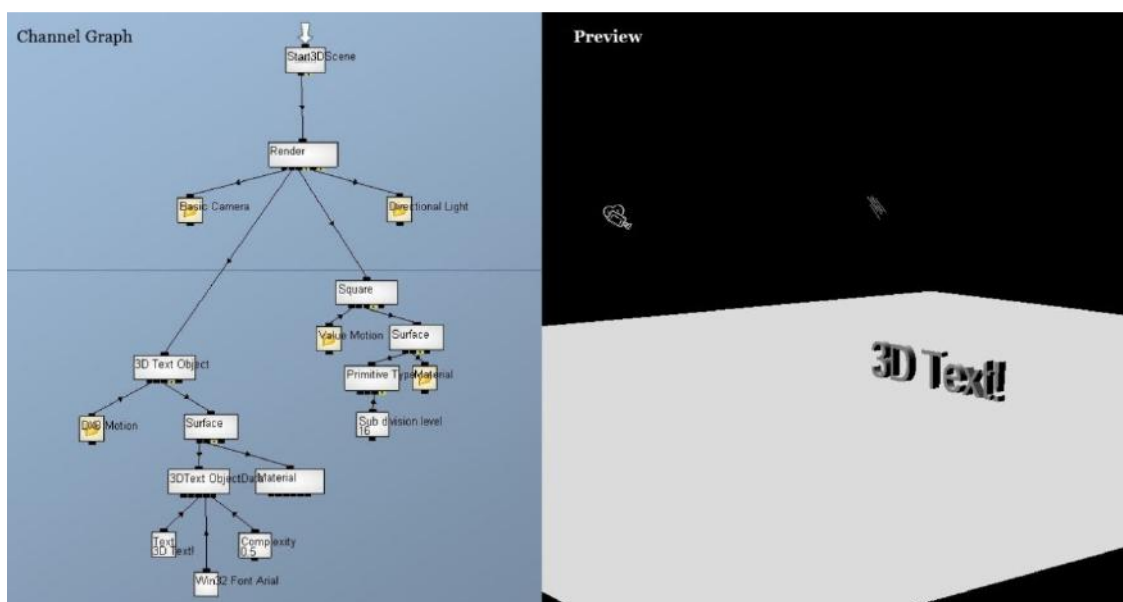 Channel Graph
Preview
Start3DScene
Render
Basic Camera
Directional Light
Square
Value Motion
Surface
3D Text Object
Primitive Type
Material
DX8 Motion
Surface
Sub division level
16
3DText ObjectData
Material
Text
3D Text!
Complexity
0.5
Win32 Font Arial
3D Text!